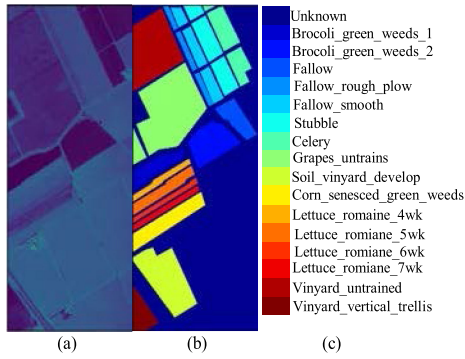 Unknown
Brocoli_green_weeds_1
Brocoli_green_weeds_2
Fallow
Fallow_rough_plow
Fallow_smooth
Stubble
Celery
Grapes_untrains
Soil_vinyard_develop
Corn_senesced_green_weeds
Lettuce_romaine_4wk
Lettuce_romiane_5wk
Lettuce_romiane_6wk
Lettuce_romiane_7wk
Vinyard_untrained
Vinyard_vertical_trellis
(a) (b) (c)